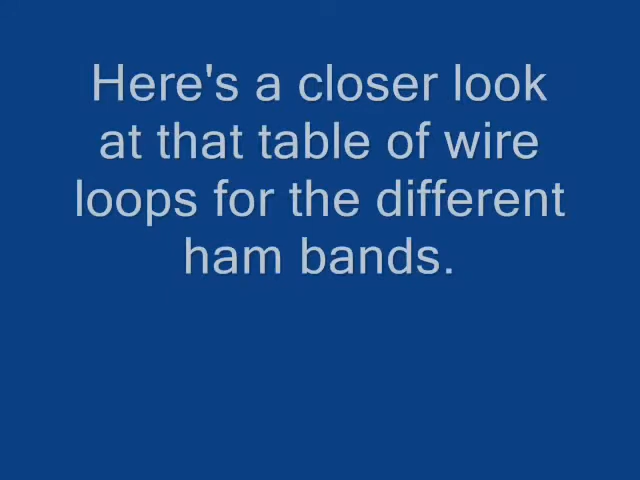 Here's a closer look
at that table of wire
loops for the different
ham bands.